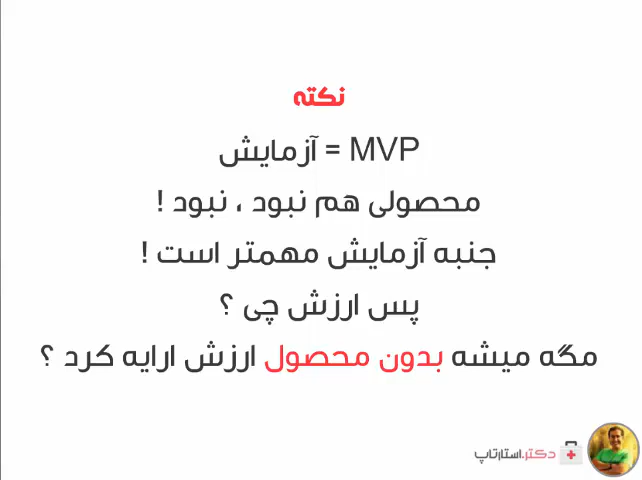 نکته
MVP = آزمایش
محصولی هم نبود ، نبود !
جنبه آزمایش مهمتر است !
پس ارزش چی ؟
مگه میشه بدون محصول ارزش ارایه کرد ؟
دکتر.استارتاپ